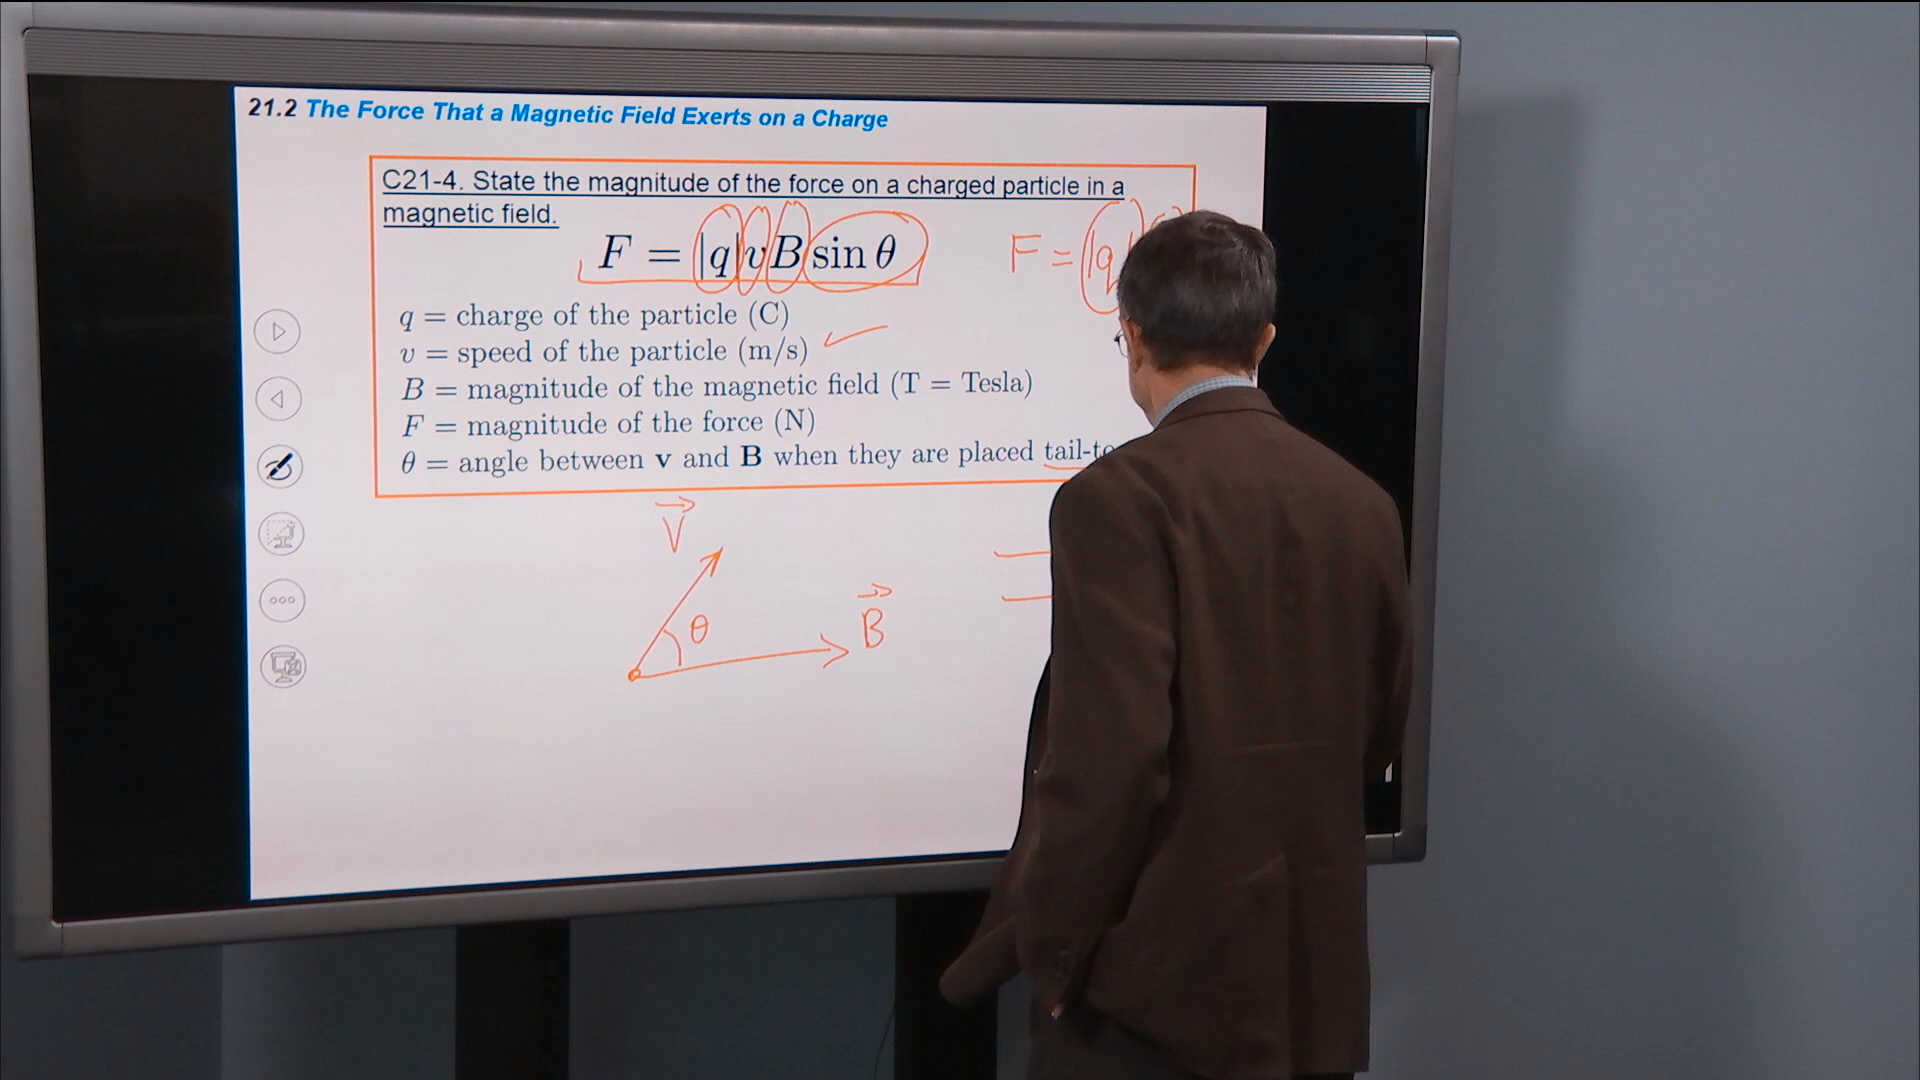 21.2 The Force That a Magnetic Field Exerts on a Charge
C21-4. State the magnitude of the force on a charged particle in a
magnetic field.
F = |q|vB sin θ
F = |q
q = charge of the particle (C)
v = speed of the particle (m/s)
B = magnitude of the magnetic field (T = Tesla)
F = magnitude of the force (N)
θ = angle between v and B when they are placed tail-to
V
θ
B